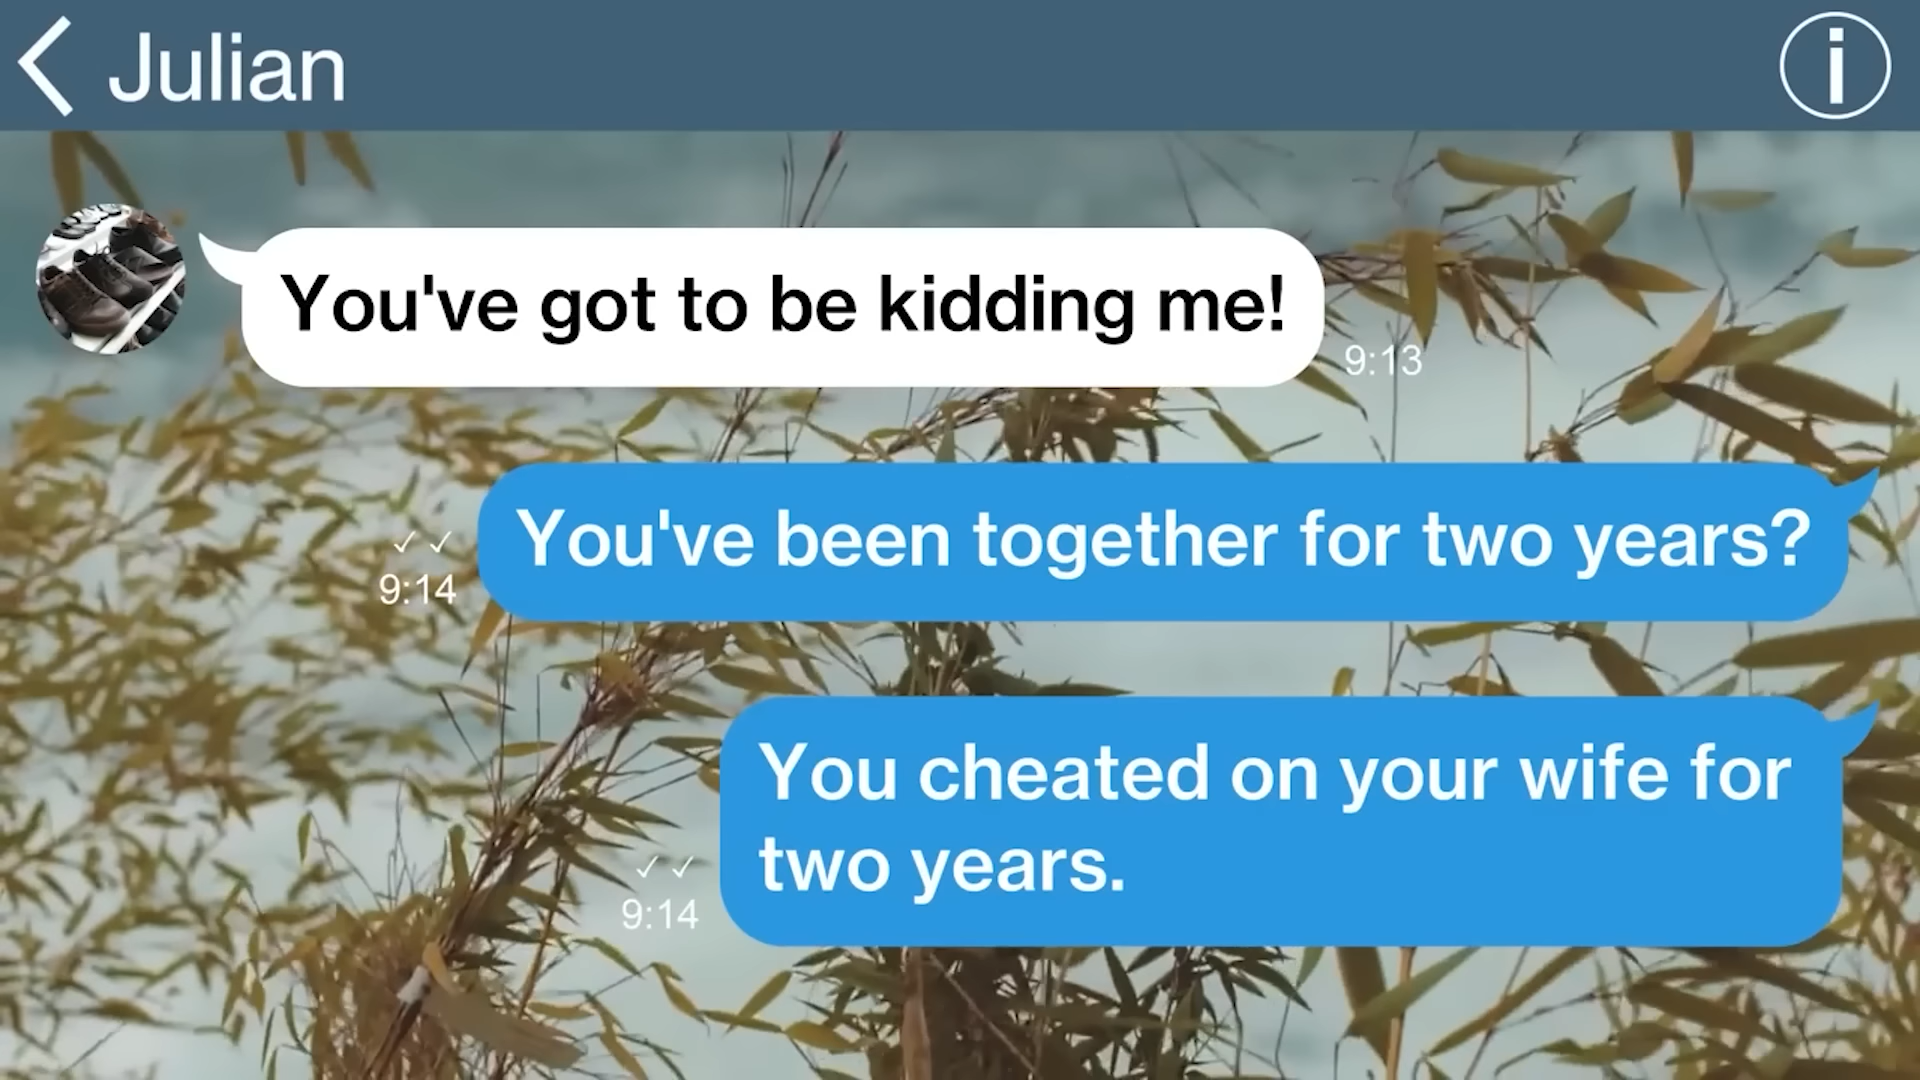 Julian
You've got to be kidding me!
9:13
You've been together for two years?
9:14
You cheated on your wife for
two years.
9:14